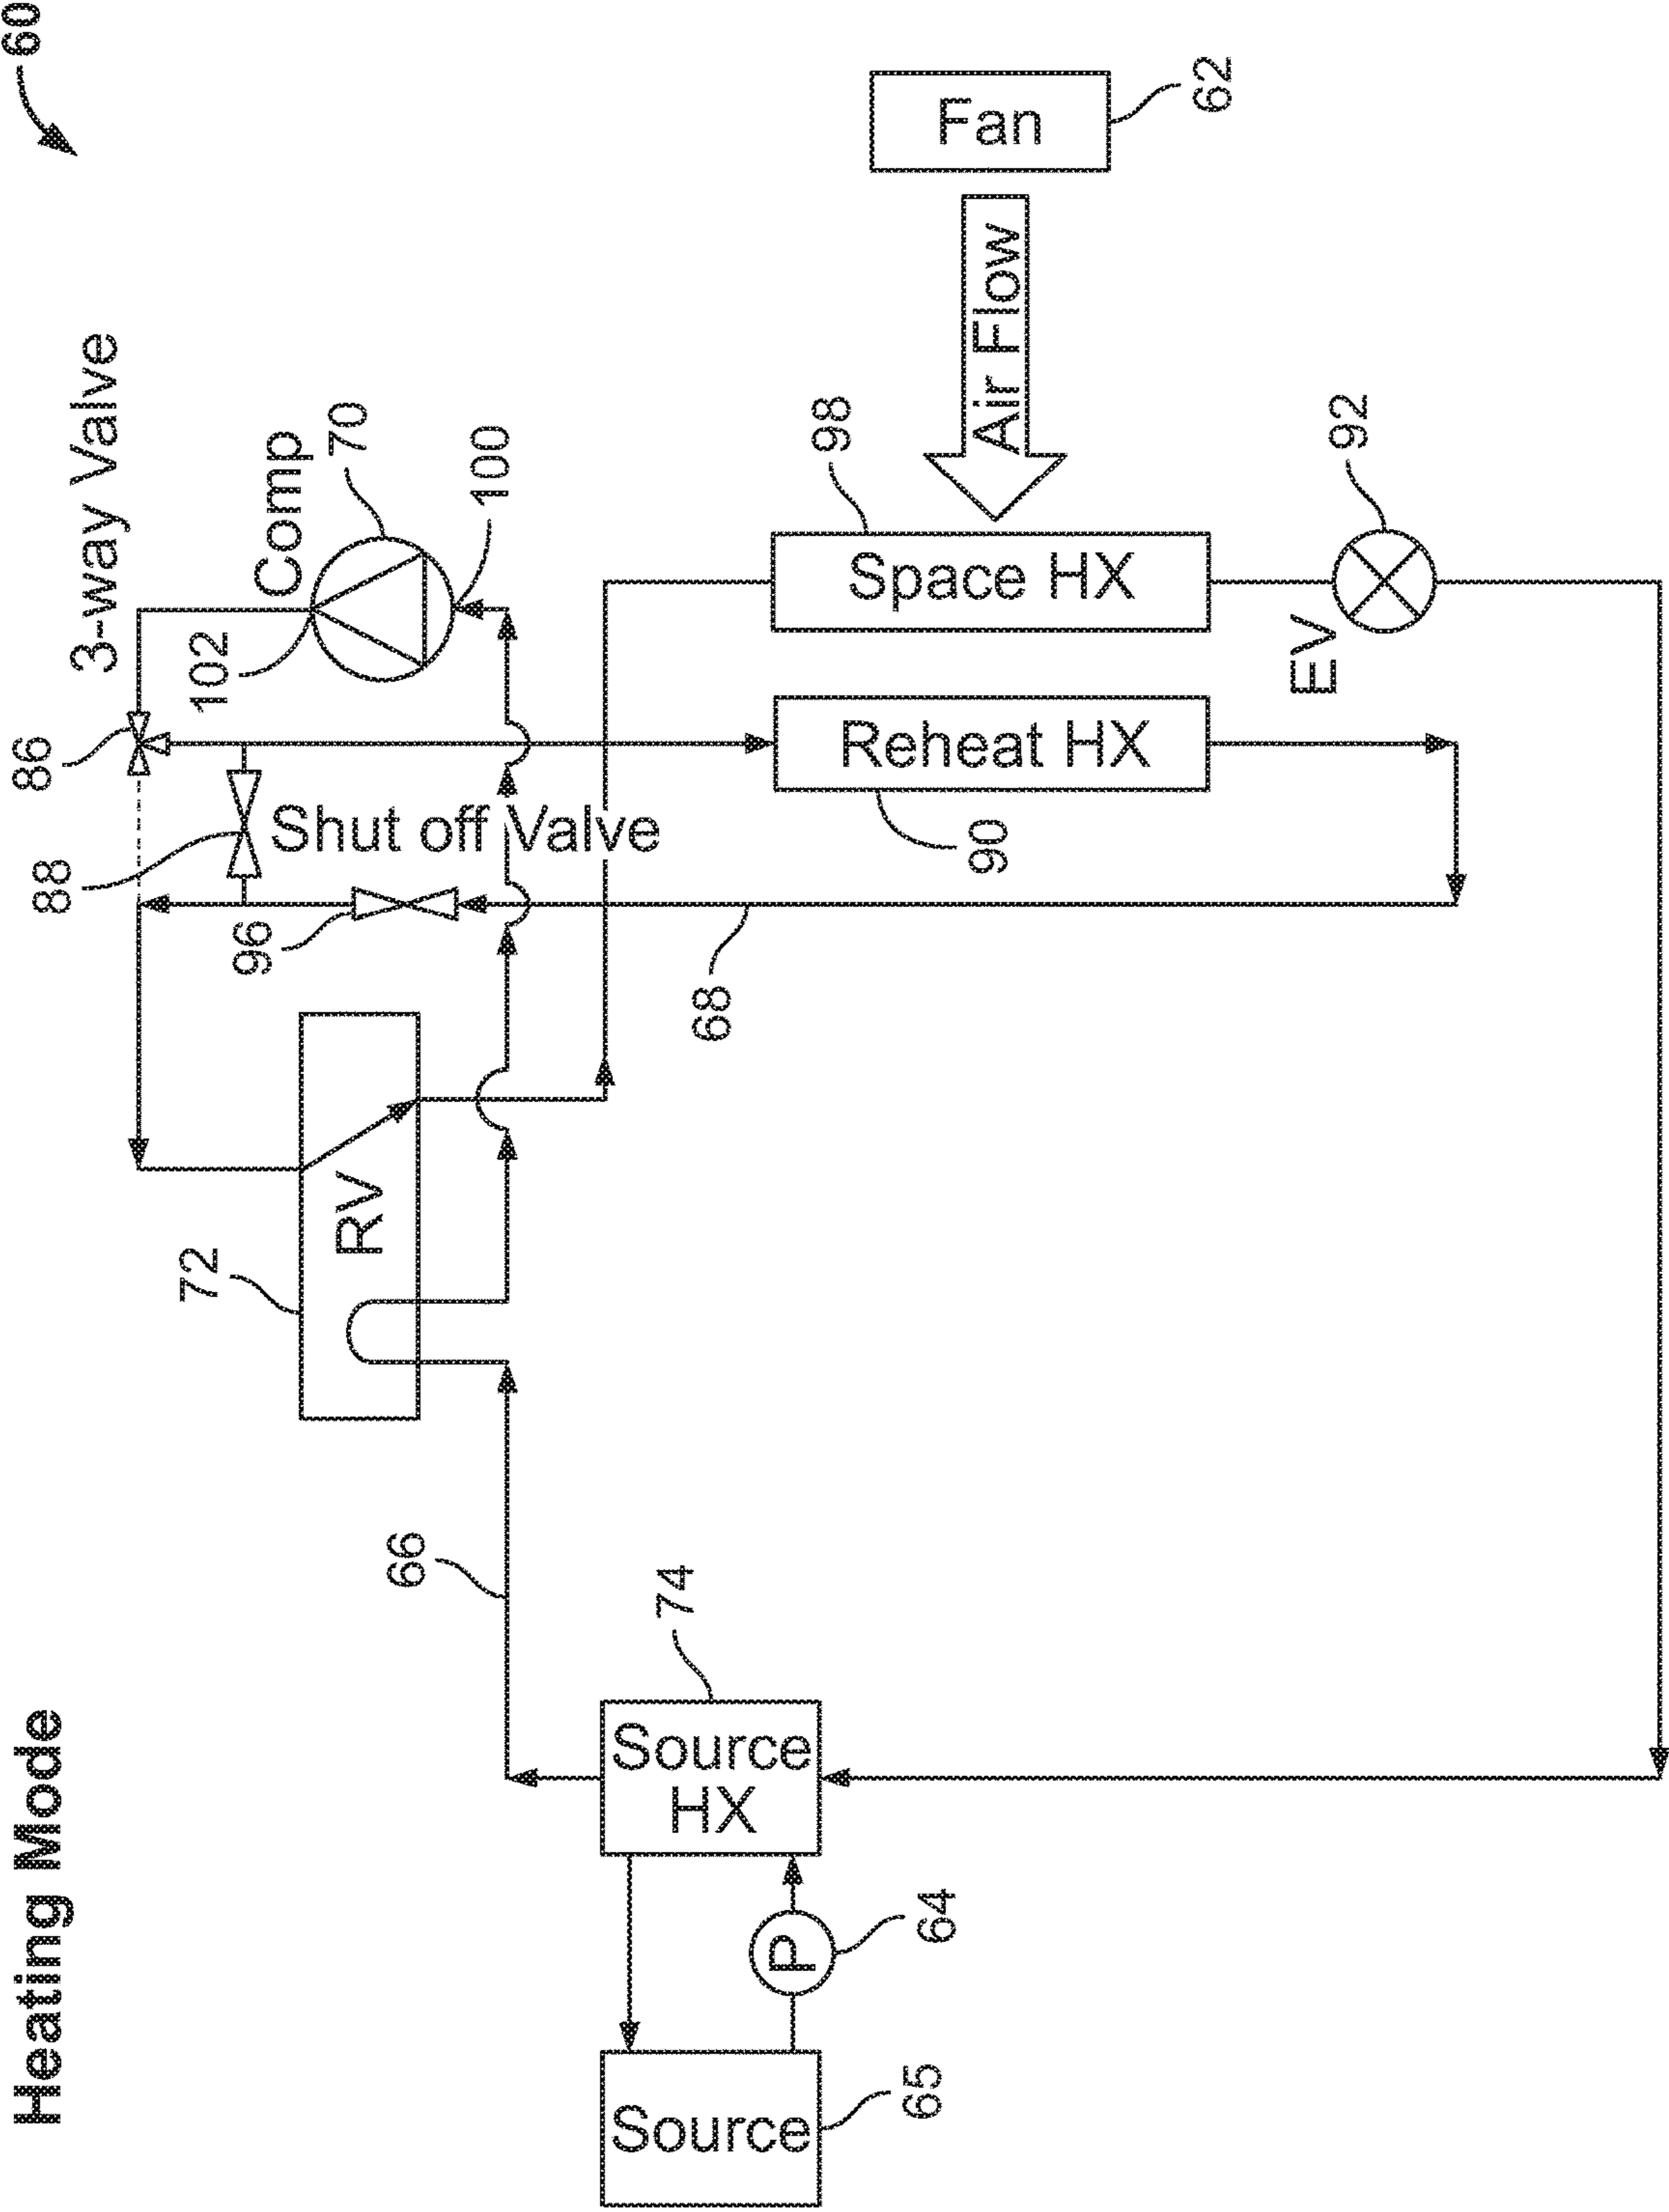 Heating Mode
60
3-way Valve
86
88
Comp
102
70
100
Shut off Valve
96
72
RV
66
68
74
Source
HX
Source
65
P
64
Reheat HX
90
Space HX
98
Air Flow
Fan
62
EV
92